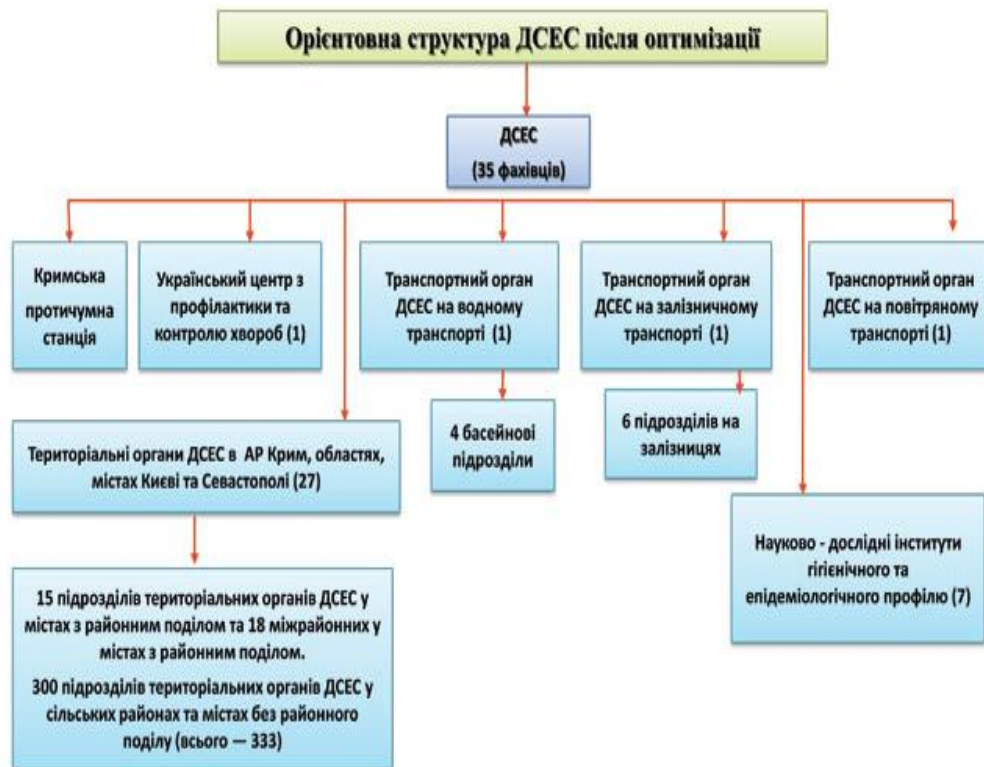 Орієнтовна структура ДСЕС після оптимізації
ДСЕС
(35 фахівців)
Кримська
протичумна
станція
Український центр з
профілактики та
контролю хвороб (1)
Транспортний орган
ДСЕС на водному
транспорті (1)
Транспортний орган
ДСЕС на залізничному
транспорті (1)
Транспортний орган
ДСЕС на повітряному
транспорті (1)
Територіальні органи ДСЕС в АР Крим, областях,
містах Києві та Севастополі (27)
4 басейнові
підрозділи
6 підрозділів на
залізницях
Науково - дослідні інститути
гігієнічного та
епідеміологічного профілю (7)
15 підрозділів територіальних органів ДСЕС у
містах з районним поділом та 18 міжрайонних у
містах з районним поділом.
300 підрозділів територіальних органів ДСЕС у
сільських районах та містах без районного
поділу (всього — 333)